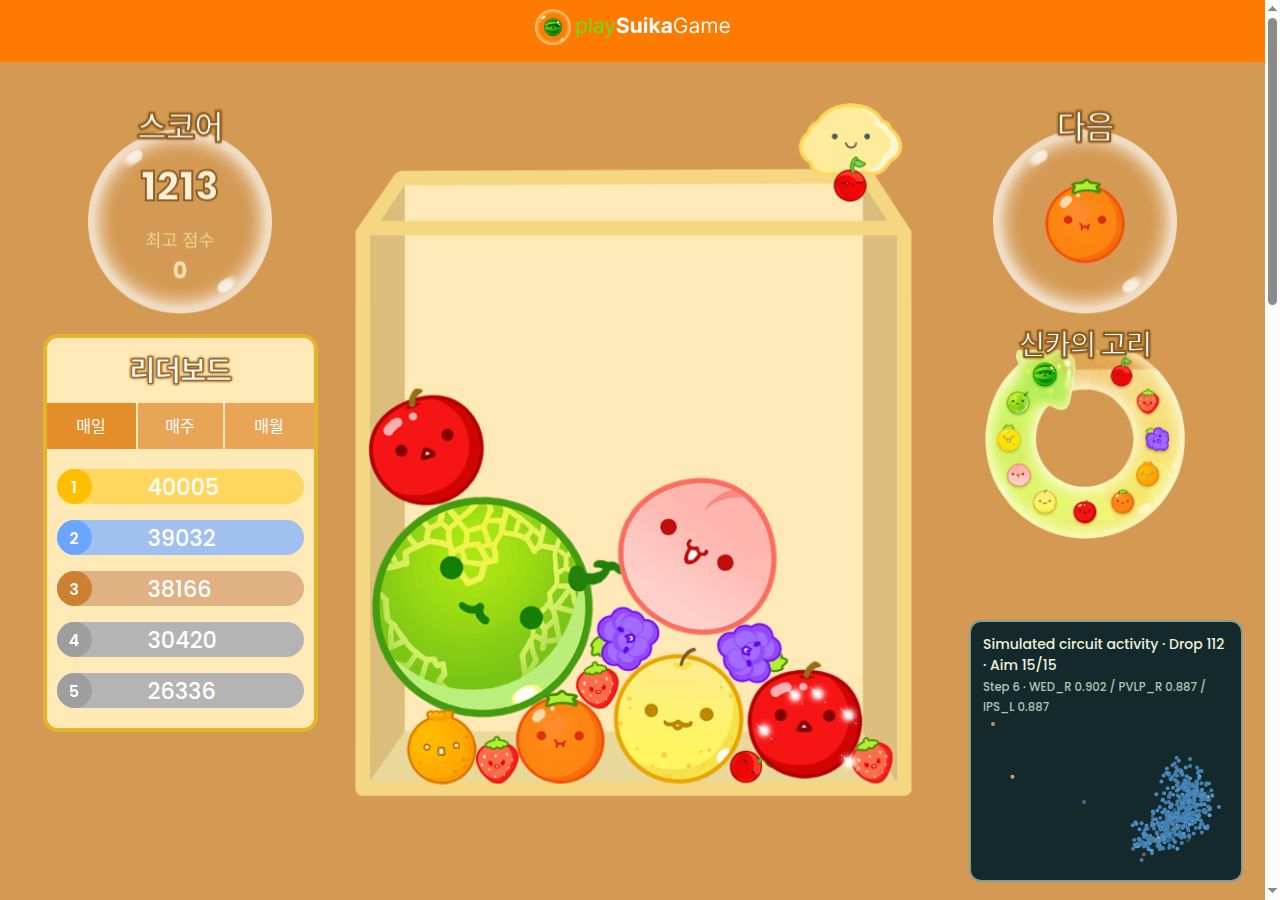 playSuikaGame
스코어
1213
최고 점수
0
다음
리더보드
매일
매주
매월
1 40005
2 39032
3 38166
4 30420
5 26336
신카의 고리
Simulated circuit activity · Drop 112
· Aim 15/15
Step 6 · WED_R 0.902 / PVLP_R 0.887 /
IPS_L 0.887